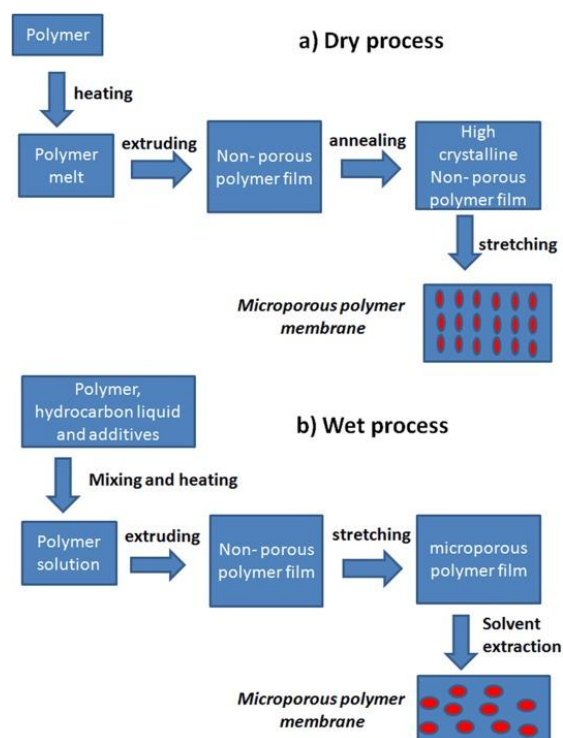 Polymer
a) Dry process
heating
Polymer
melt
extruding
Non- porous
polymer film
annealing
High
crystalline
Non-porous
polymer film
stretching
Microporous polymer
membrane
Polymer,
hydrocarbon liquid
and additives
b) Wet process
Mixing and heating
Polymer
solution
extruding
Non- porous
polymer film
stretching
microporous
polymer film
Solvent
extraction
Microporous polymer
membrane